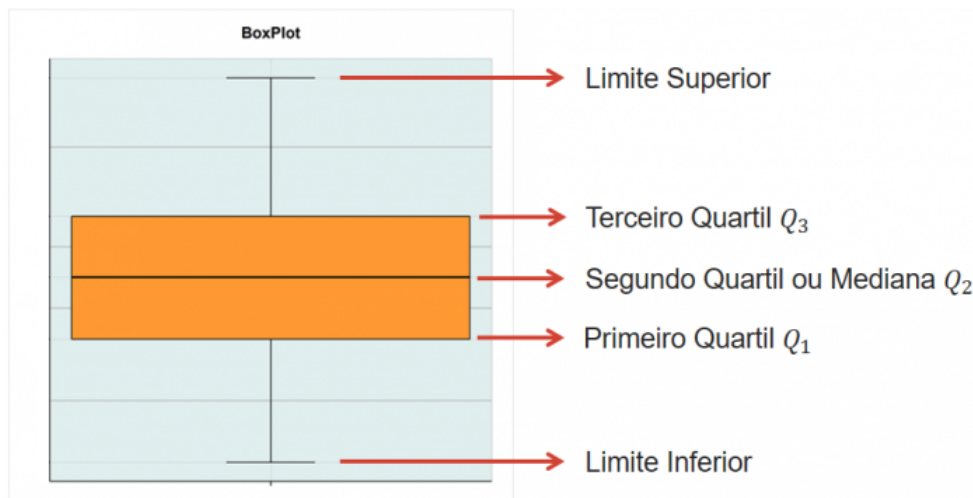 BoxPlot
Limite Superior
Terceiro Quartil Q₃
Segundo Quartil ou Mediana Q₂
Primeiro Quartil Q₁
Limite Inferior